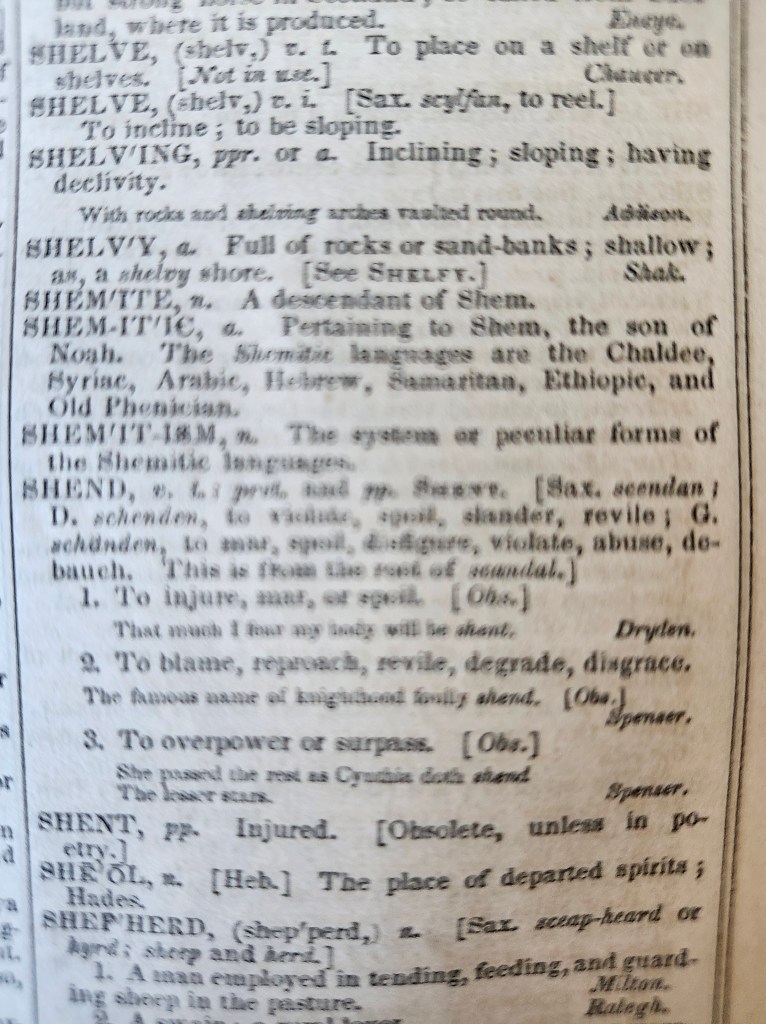 land, where it is produced. Encyc.
SHELVE, (shelv,) v. t. To place on a shelf or on
shelves. [Not in use.] Chaucer.
SHELVE, (shelv,) v. i. [Sax. scylfan, to reel.]
To incline; to be sloping.
SHELV'ING, ppr. or a. Inclining; sloping; having
declivity.
With rocks and shelving arches vaulted round. Addison.
SHELV'Y, a. Full of rocks or sand-banks; shallow;
as, a shelvy shore. [See SHELFY.] Shak.
SHEM'ITE, n. A descendant of Shem.
SHEM-IT'IC, a. Pertaining to Shem, the son of
Noah. The Shemitic languages are the Chaldee,
Syriac, Arabic, Hebrew, Samaritan, Ethiopic, and
Old Phenician.
SHEM'IT-ISM, n. The system or peculiar forms of
the Shemitic languages.
SHEND, v. t.; pret. and pp. SHENT. [Sax. scendan;
D. schenden, to violate, spoil, slander, revile; G.
schänden, to mar, spoil, disfigure, violate, abuse, de-
bauch. This is from the root of scandal.]
1. To injure, mar, or spoil. [Obs.]
That much I fear my body will be shent. Dryden.
2. To blame, reproach, revile, degrade, disgrace.
The famous name of knighthood foully shend. [Obs.]
Spenser.
3. To overpower or surpass. [Obs.]
She passed the rest as Cynthia doth shend
The lesser stars. Spenser.
SHENT, pp. Injured. [Obsolete, unless in po-
etry.]
SHE'OL, n. [Heb.] The place of departed spirits;
Hades.
SHEP'HERD, (shep'perd,) n. [Sax. sceap-heard or
hyrd; sheep and herd.]
1. A man employed in tending, feeding, and guard-
ing sheep in the pasture. Milton.
Ralegh.